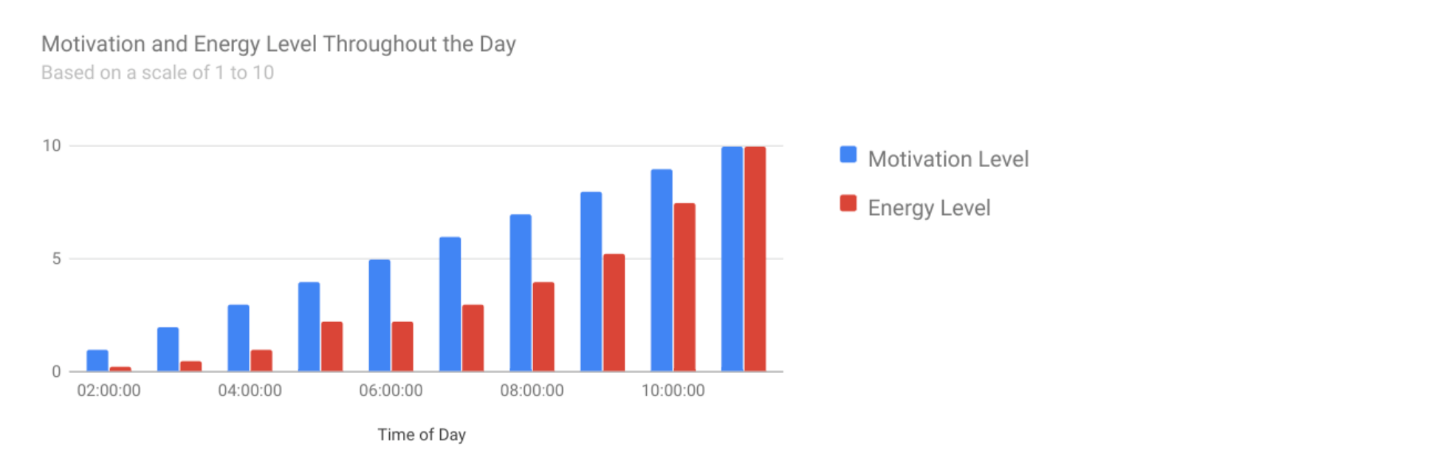 Motivation and Energy Level Throughout the Day
Based on a scale of 1 to 10
10
5
0
02:00:00 04:00:00 06:00:00 08:00:00 10:00:00
Time of Day
Motivation Level
Energy Level